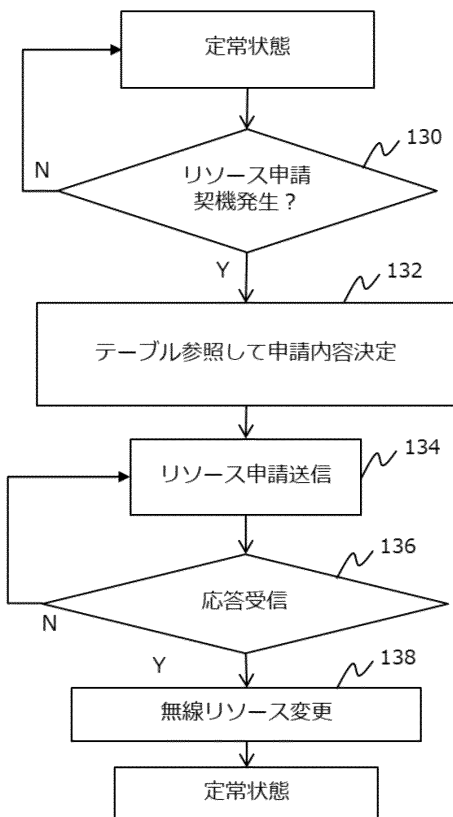 定常状態
130
N
リソース申請
契機発生？
Y
132
テーブル参照して申請内容決定
134
リソース申請送信
136
応答受信
N
Y
138
無線リソース変更
定常状態